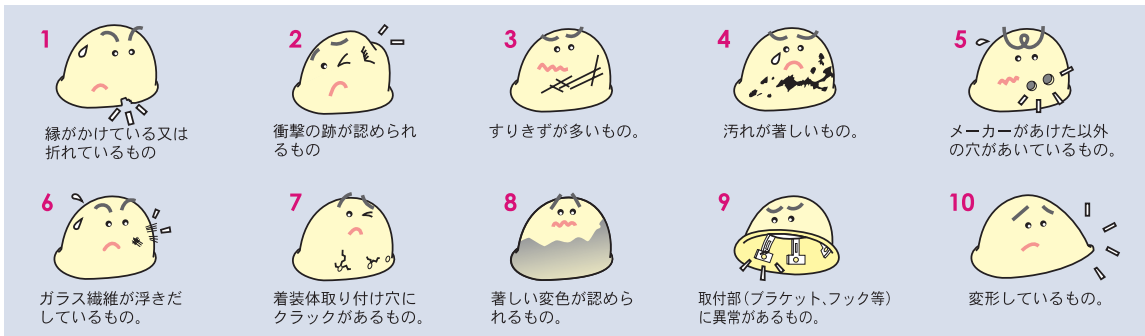 1
縁がかけている又は
折れているもの
2
衝撃の跡が認められ
るもの
3
すりきずが多いもの。
4
汚れが著しいもの。
5
メーカーがあけた以外
の穴があいているもの。
6
ガラス繊維が浮きだ
しているもの。
7
着装体取り付け穴に
クラックがあるもの。
8
著しい変色が認めら
れるもの。
9
取付部(ブラケット、フック等)
に異常があるもの。
10
変形しているもの。